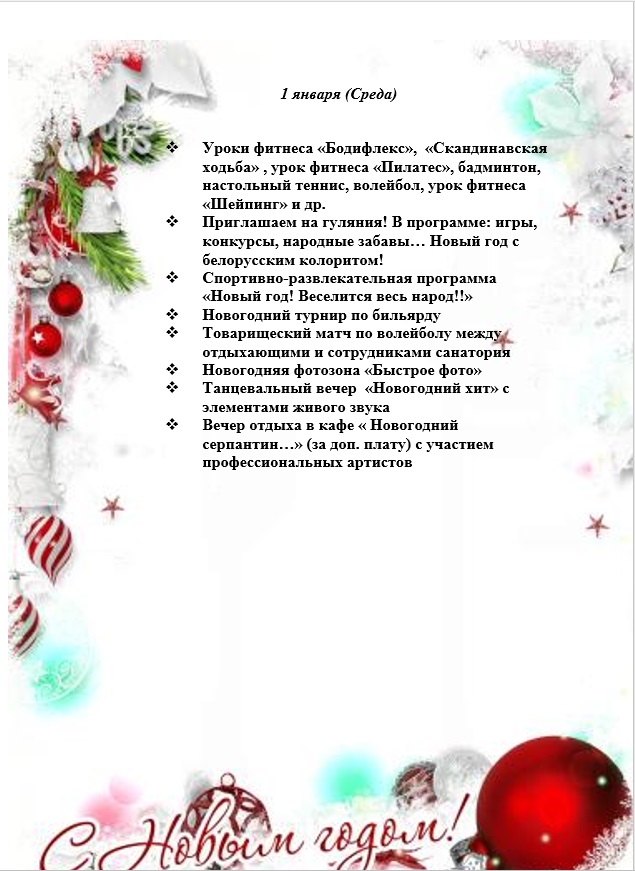 1 января (Среда)
❖ Уроки фитнеса «Бодифлекс», «Скандинавская
ходьба» , урок фитнеса «Пилатес», бадминтон,
настольный теннис, волейбол, урок фитнеса
«Шейпинг» и др.
❖ Приглашаем на гуляния! В программе: игры,
конкурсы, народные забавы… Новый год с
белорусским колоритом!
❖ Спортивно-развлекательная программа
«Новый год! Веселится весь народ!!»
❖ Новогодний турнир по бильярду
❖ Товарищеский матч по волейболу между
отдыхающими и сотрудниками санатория
❖ Новогодняя фотозона «Быстрое фото»
❖ Танцевальный вечер «Новогодний хит» с
элементами живого звука
❖ Вечер отдыха в кафе « Новогодний
серпантин…» (за доп. плату) с участием
профессиональных артистов
С Новым годом!